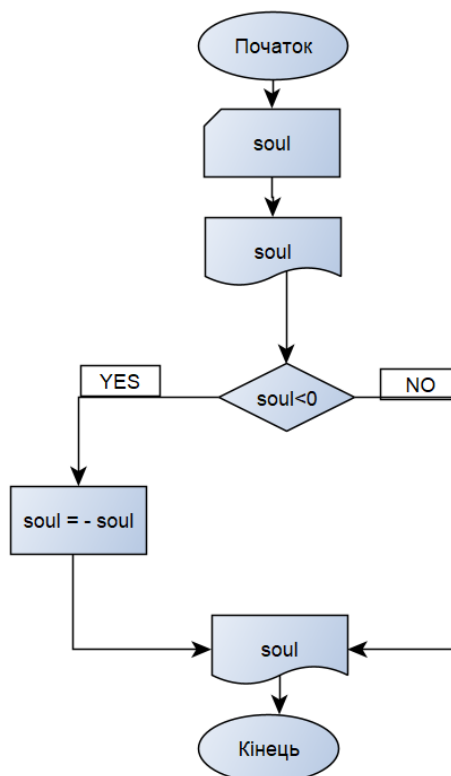 Початок
soul
soul
YES
soul<0
NO
soul = - soul
soul
Кінець